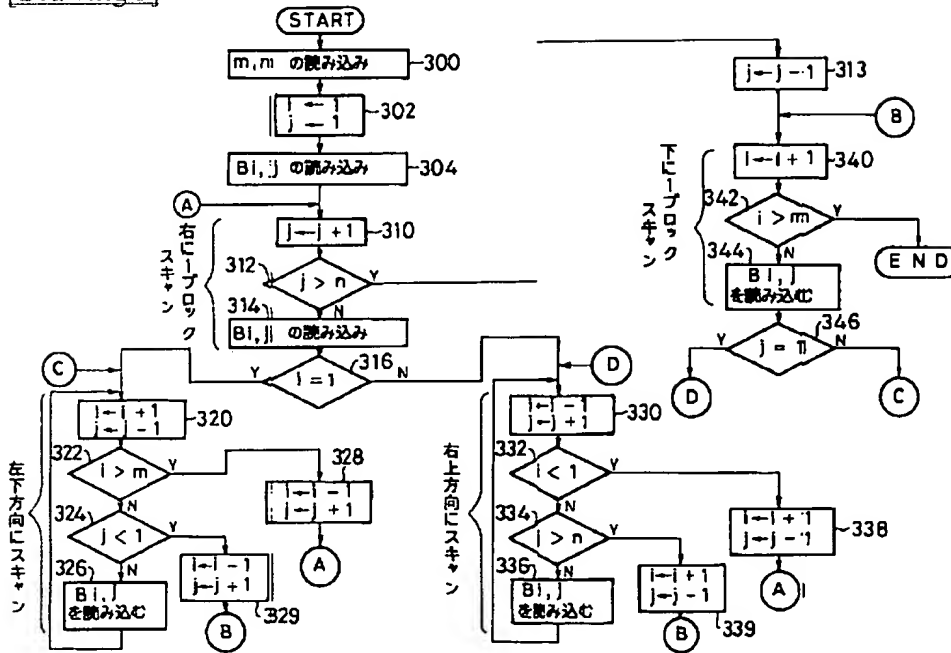 START
m, m の読み込み
300
i ← 1
j ← 1
302
Bi, j の読み込み
304
A
j ← j + 1
310
右に1ブロック
スキャン
312
j > n
Y
N
314
Bi, j の読み込み
316
i = 1
Y
N
C
i ← i + 1
j ← j − 1
320
左下方向にスキャン
322
i > m
Y
N
328
i ← i − 1
j ← j + 1
A
324
j < 1
Y
N
326
Bi, j
を読み込む
i ← i − 1
j ← j + 1
329
B
D
i ← i − 1
j ← j + 1
330
右上方向にスキャン
332
i < 1
Y
N
334
j > n
Y
N
i ← i + 1
j ← j − 1
338
A
336
Bi, j
を読み込む
i ← i + 1
j ← j − 1
339
B
j ← j − 1
313
B
i ← i + 1
340
下に1ブロック
スキャン
342
i > m
Y
N
END
344
Bi, j
を読み込む
346
j = n
Y
N
D
C